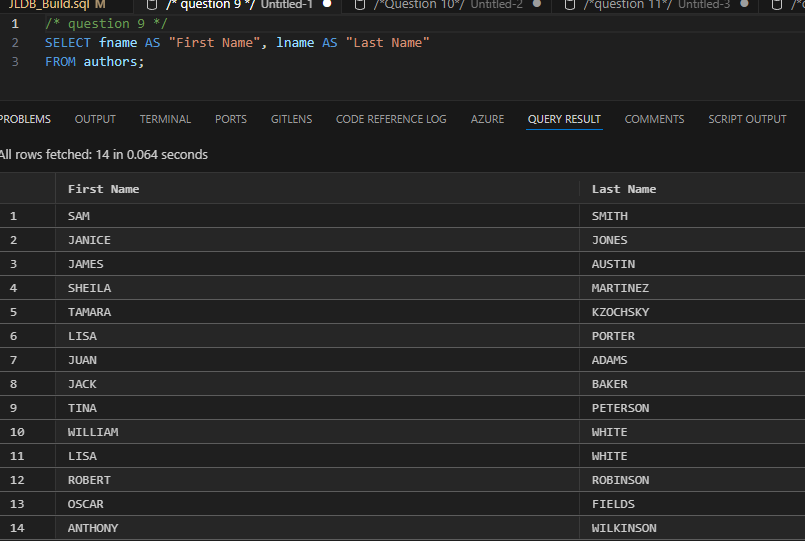 JLDB_Build.sql M /* question 9 */ Untitled-1 /*Question 10*/ Untitled-2 /*question 11*/ Untitled-3
1 /* question 9 */
2 SELECT fname AS "First Name", lname AS "Last Name"
3 FROM authors;
PROBLEMS OUTPUT TERMINAL PORTS GITLENS CODE REFERENCE LOG AZURE QUERY RESULT COMMENTS SCRIPT OUTPUT
All rows fetched: 14 in 0.064 seconds
First Name Last Name
1 SAM SMITH
2 JANICE JONES
3 JAMES AUSTIN
4 SHEILA MARTINEZ
5 TAMARA KZOCHSKY
6 LISA PORTER
7 JUAN ADAMS
8 JACK BAKER
9 TINA PETERSON
10 WILLIAM WHITE
11 LISA WHITE
12 ROBERT ROBINSON
13 OSCAR FIELDS
14 ANTHONY WILKINSON